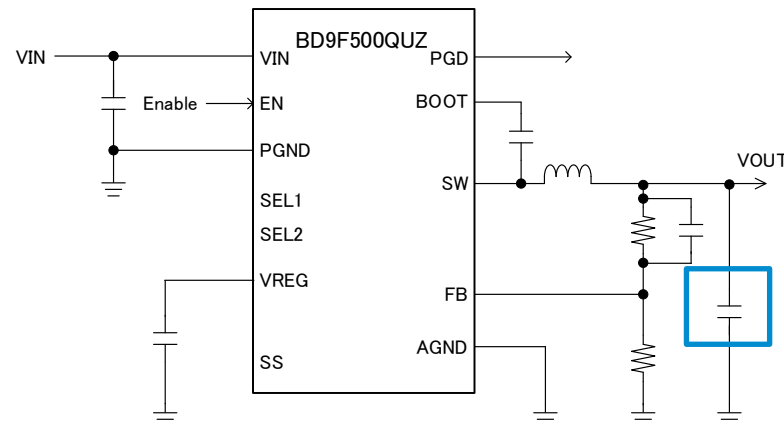 BD9F500QUZ
VIN
VIN
PGD
Enable
EN
BOOT
PGND
SW
VOUT
SEL1
SEL2
VREG
FB
AGND
SS